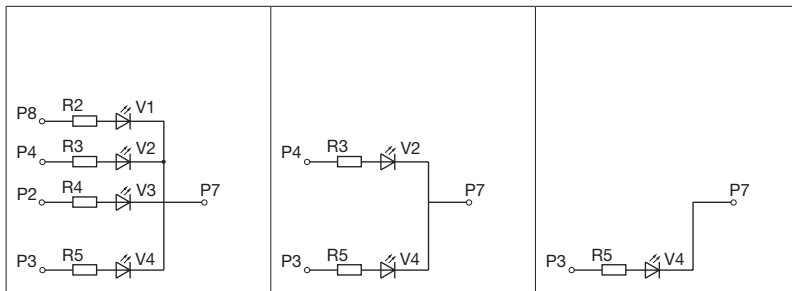 P8 R2 V1
P4 R3 V2
P2 R4 V3 P7
P3 R5 V4
P4 R3 V2
P7
P3 R5 V4
P7
P3 R5 V4